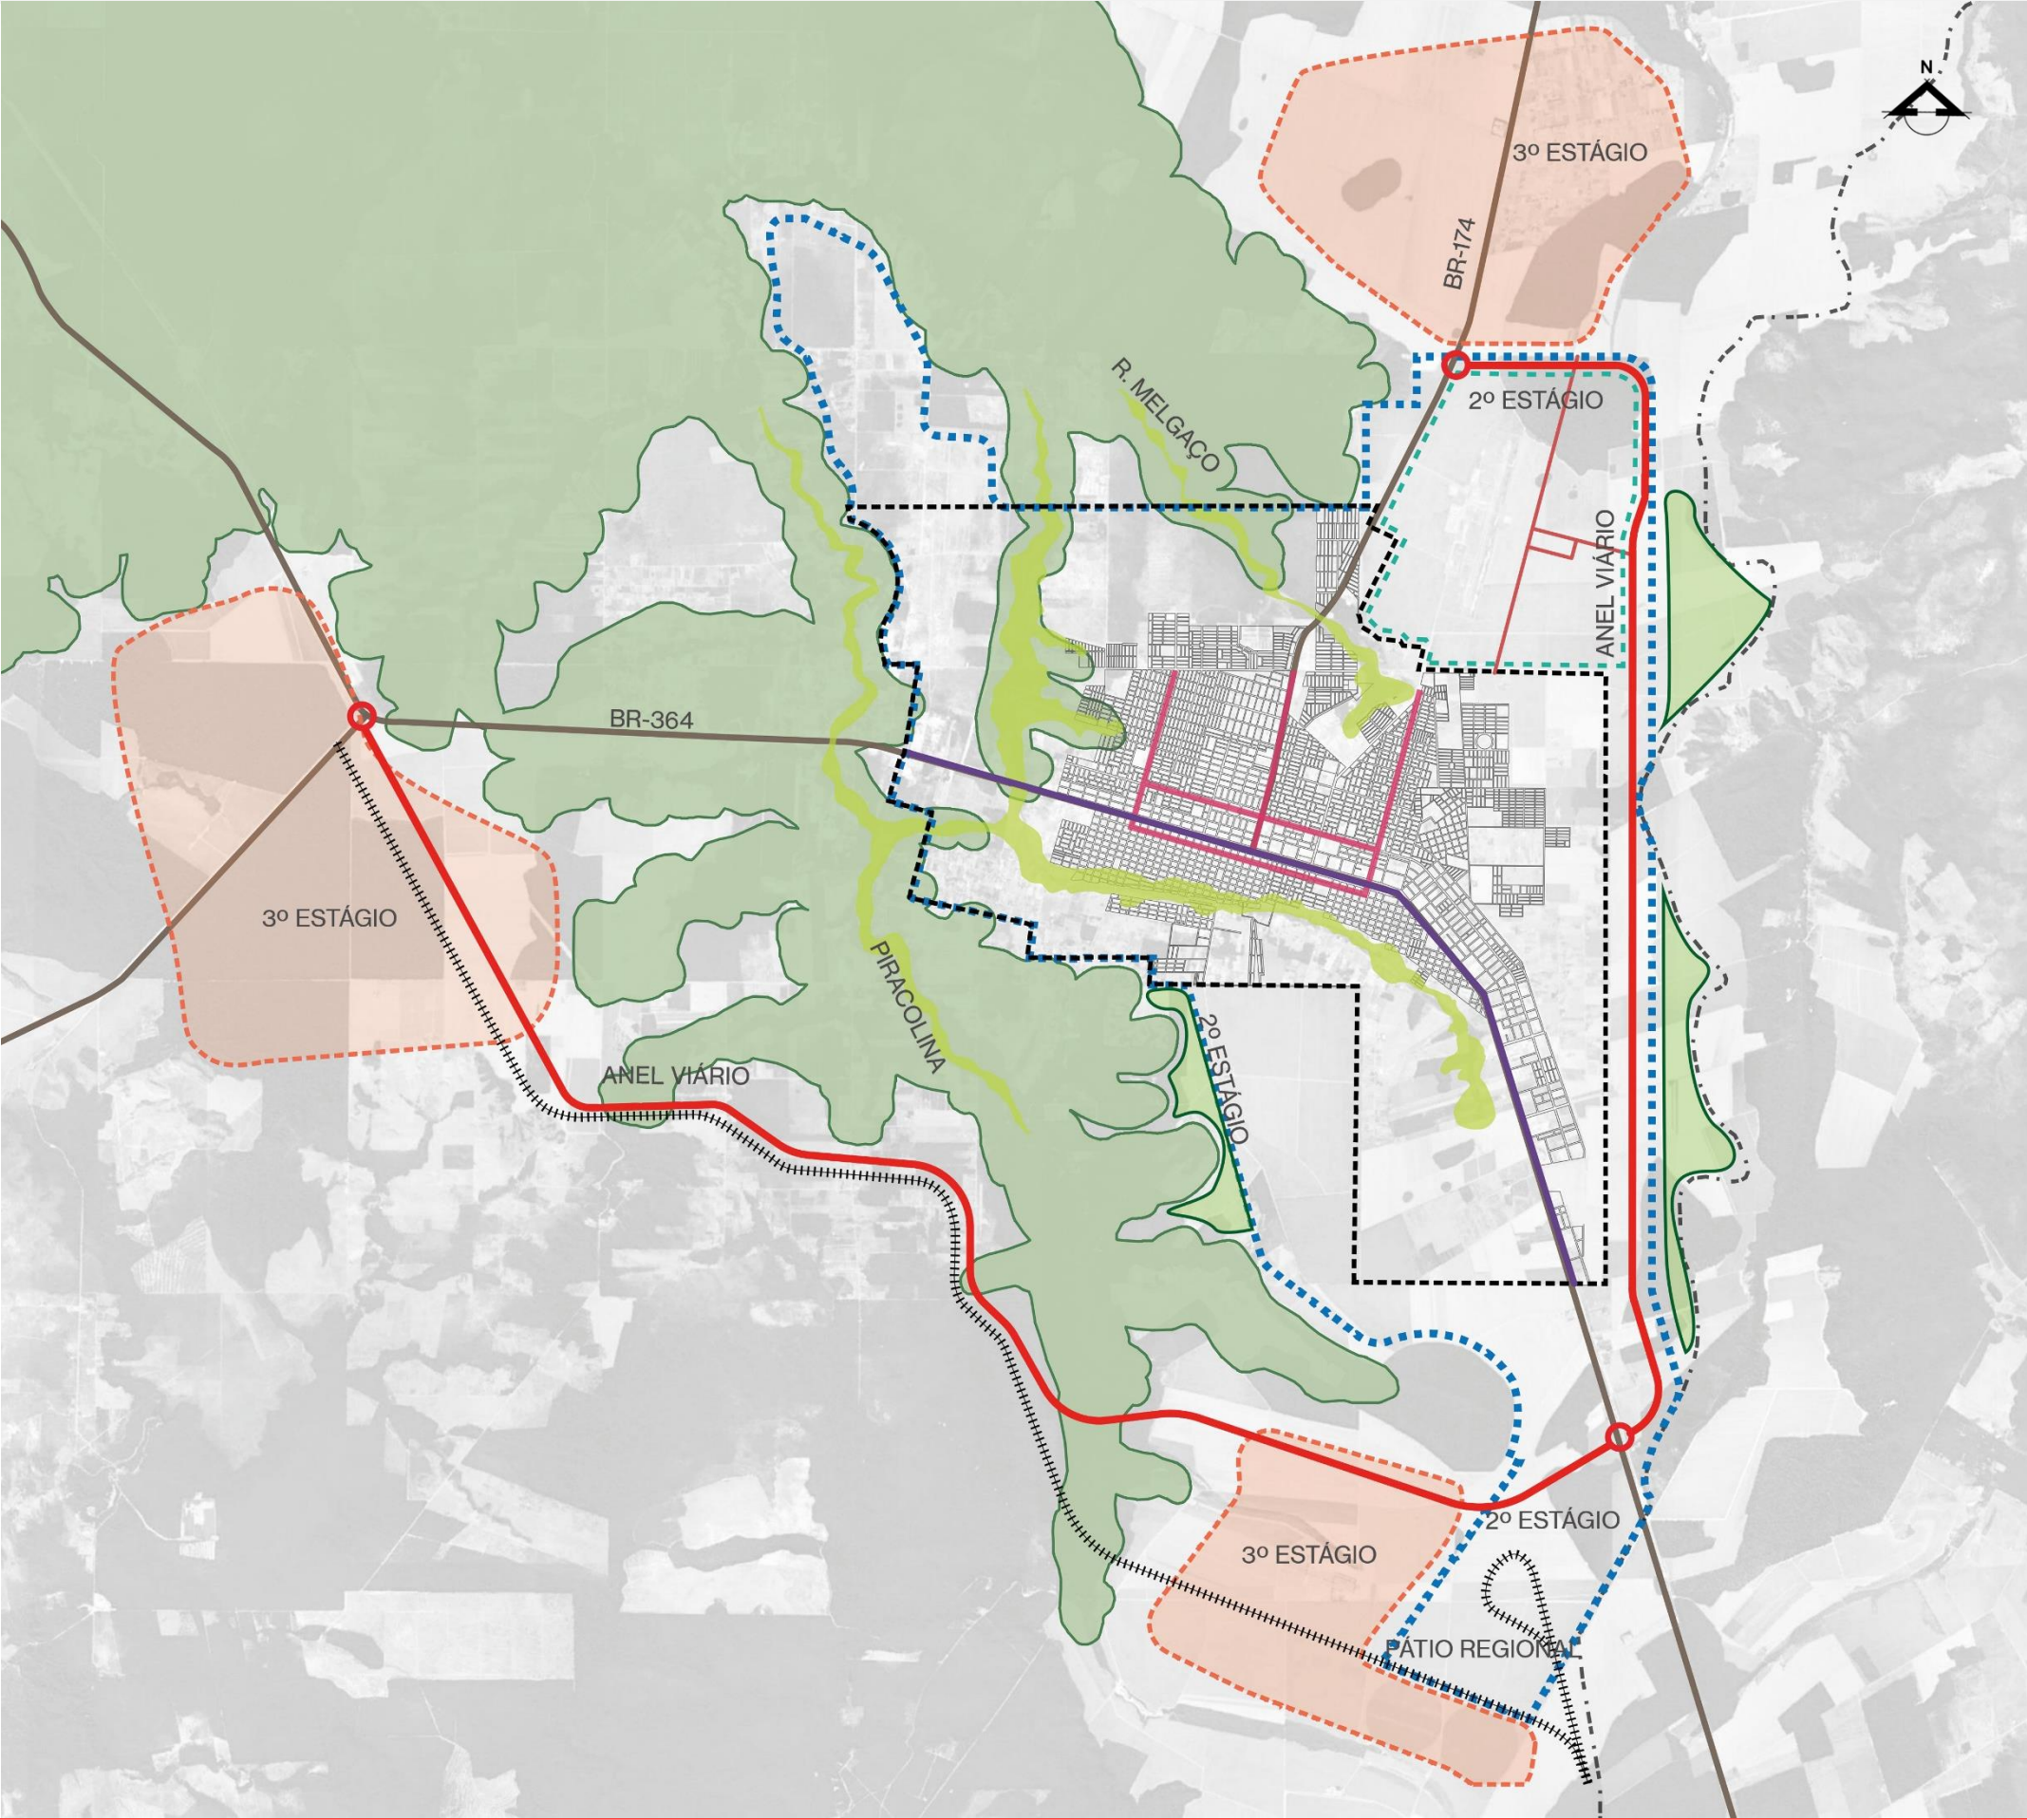 N
3º ESTÁGIO
BR-174
R. MELGAÇO
2º ESTÁGIO
ANEL VIÁRIO
BR-364
3º ESTÁGIO
PIRACOLINA
2º ESTÁGIO
ANEL VIÁRIO
2º ESTÁGIO
3º ESTÁGIO
PÁTIO REGIONAL